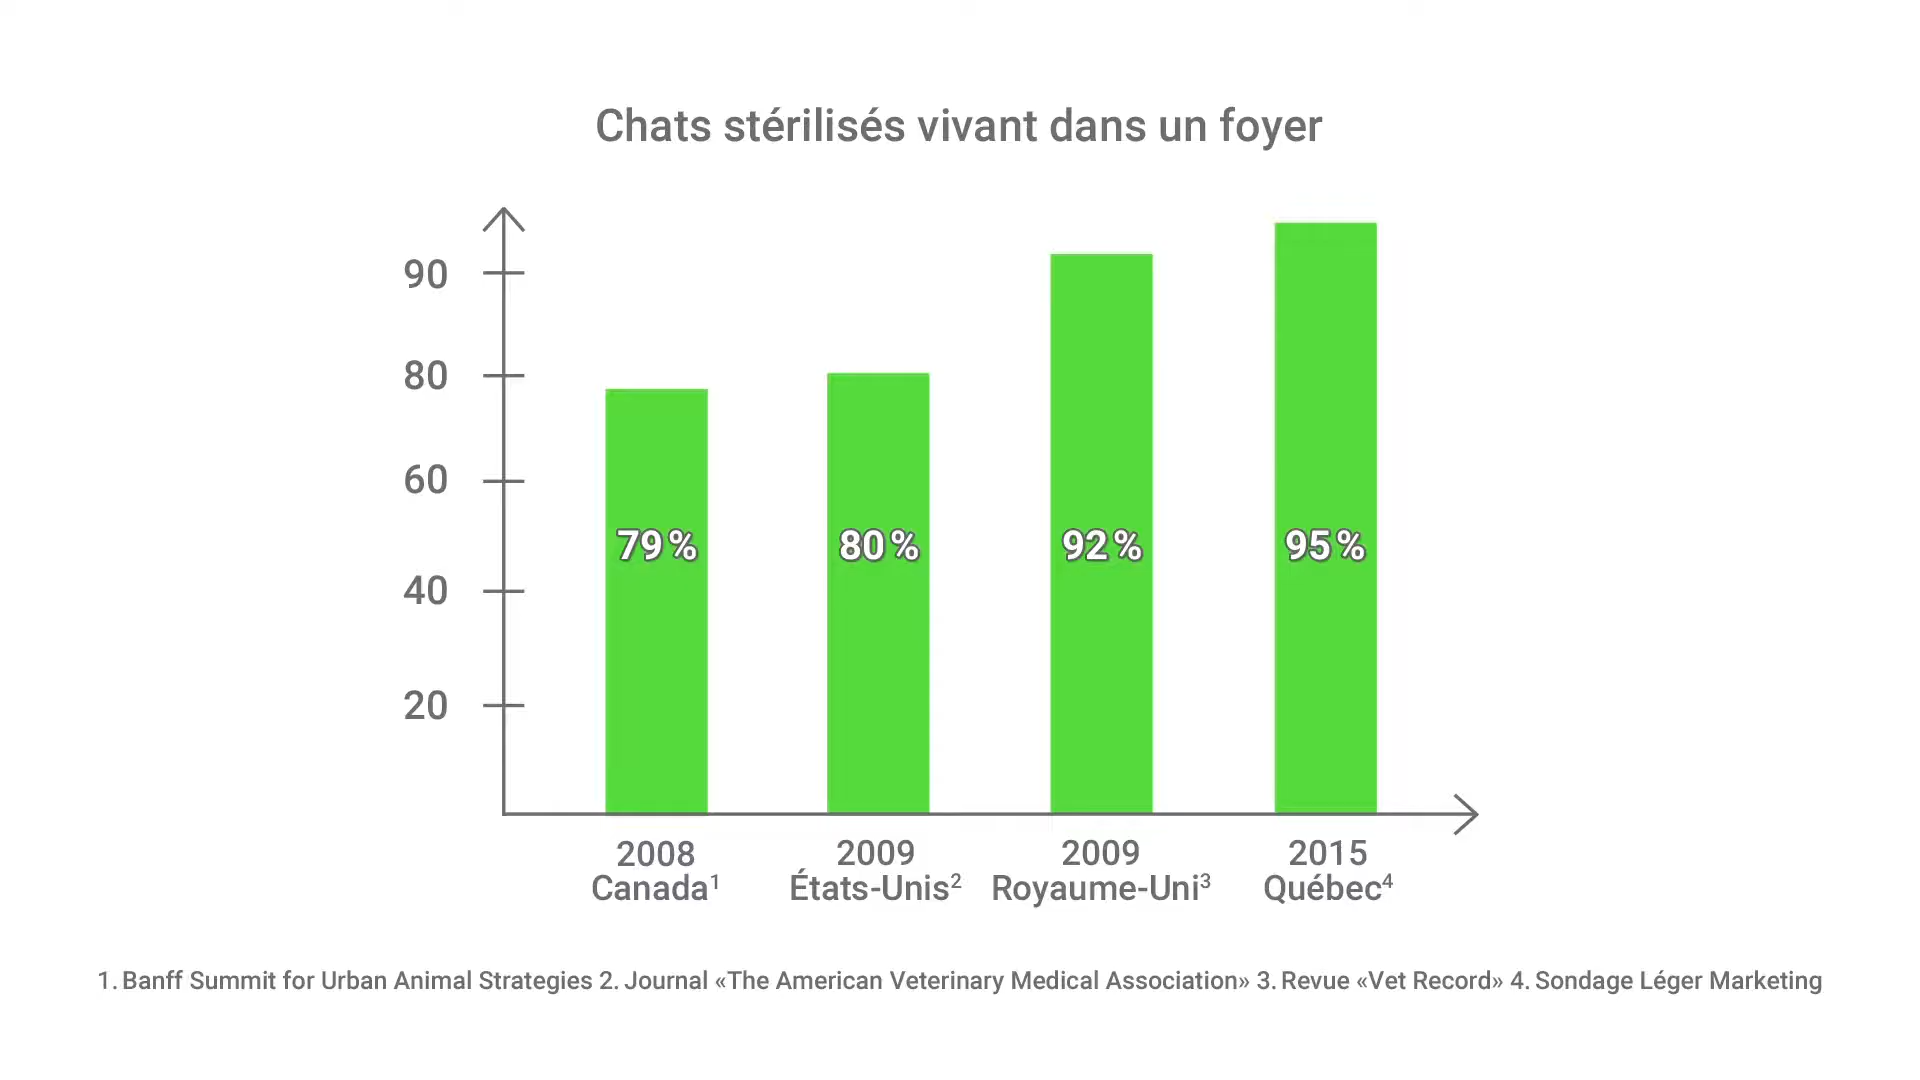 Chats stérilisés vivant dans un foyer
90
80
60
40
20
79 %
80 %
92 %
95 %
2008
Canada¹
2009
États-Unis²
2009
Royaume-Uni³
2015
Québec⁴
1. Banff Summit for Urban Animal Strategies 2. Journal «The American Veterinary Medical Association» 3. Revue «Vet Record» 4. Sondage Léger Marketing